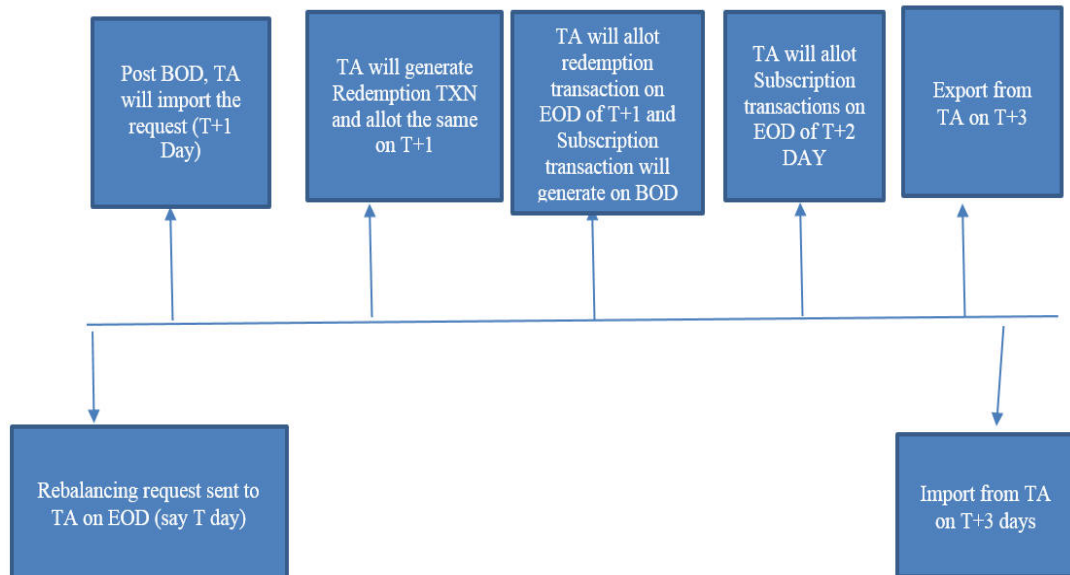 Post BOD, TA
will import the
request (T+1
Day)
TA will generate
Redemption TXN
and allot the same
on T+1
TA will allot
redemption
transaction on
EOD of T+1 and
Subscription
transaction will
generate on BOD
TA will allot
Subscription
transactions on
EOD of T+2
DAY
Export from
TA on T+3
Rebalancing request sent to
TA on EOD (say T day)
Import from TA
on T+3 days